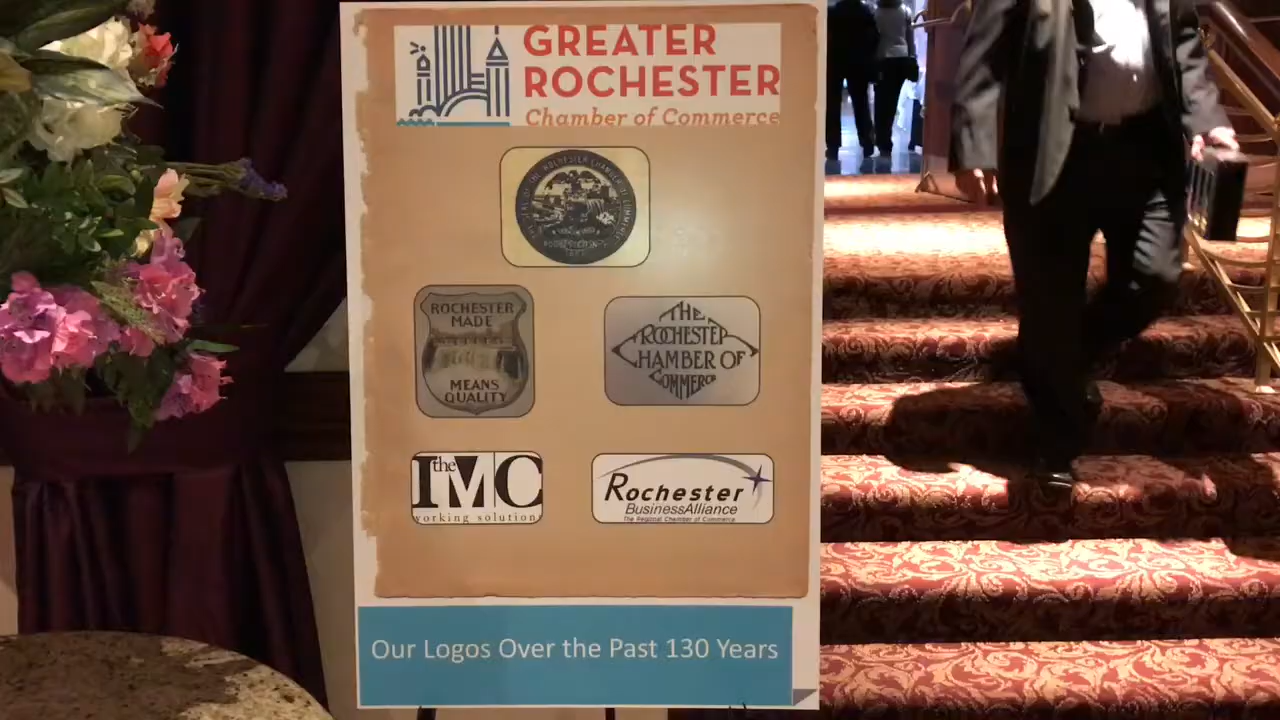 GREATER
ROCHESTER
Chamber of Commerce
ROCHESTER
MADE
MEANS
QUALITY
THE
ROCHESTER
CHAMBER OF
COMMERCE
the
IMC
working solutions
Rochester
BusinessAlliance
The Regional Chamber of Commerce
Our Logos Over the Past 130 Years